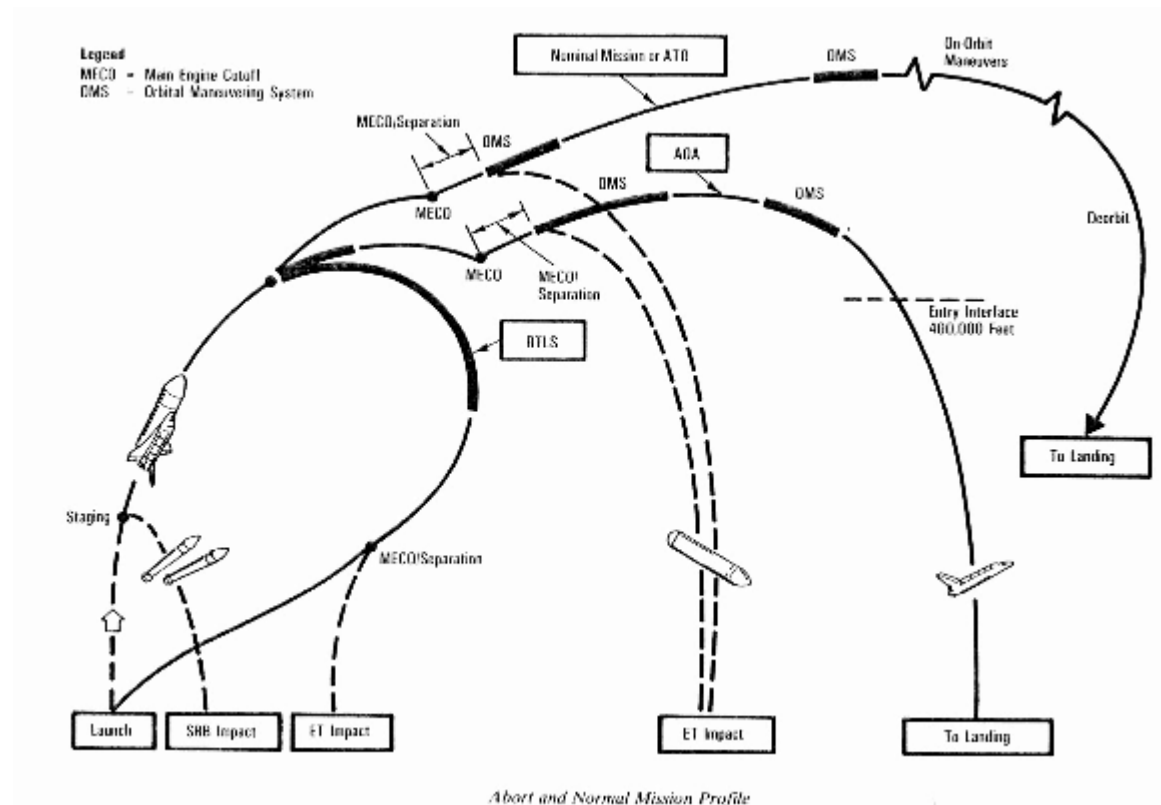 Legend
MECO = Main Engine Cutoff
OMS - Orbital Maneuvering System
Nominal Mission or ATO
OMS
On-Orbit
Maneuvers
MECO/Separation
OMS
AOA
MECO
OMS
OMS
Deorbit
MECO
MECO/
Separation
Entry Interface
400,000 Feet
RTLS
To Landing
Staging
MECO/Separation
Launch
SRB Impact
ET Impact
ET Impact
To Landing
Abort and Normal Mission Profile